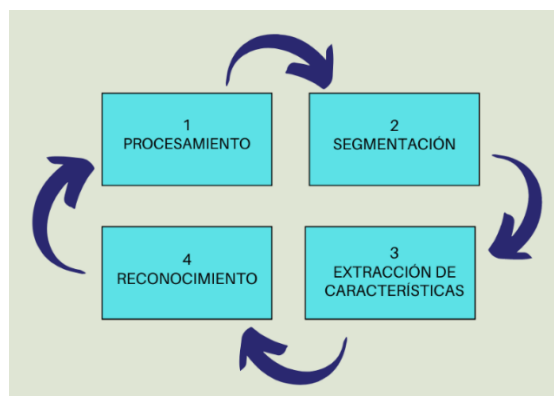 1
PROCESAMIENTO
2
SEGMENTACIÓN
3
EXTRACCIÓN DE
CARACTERÍSTICAS
4
RECONOCIMIENTO